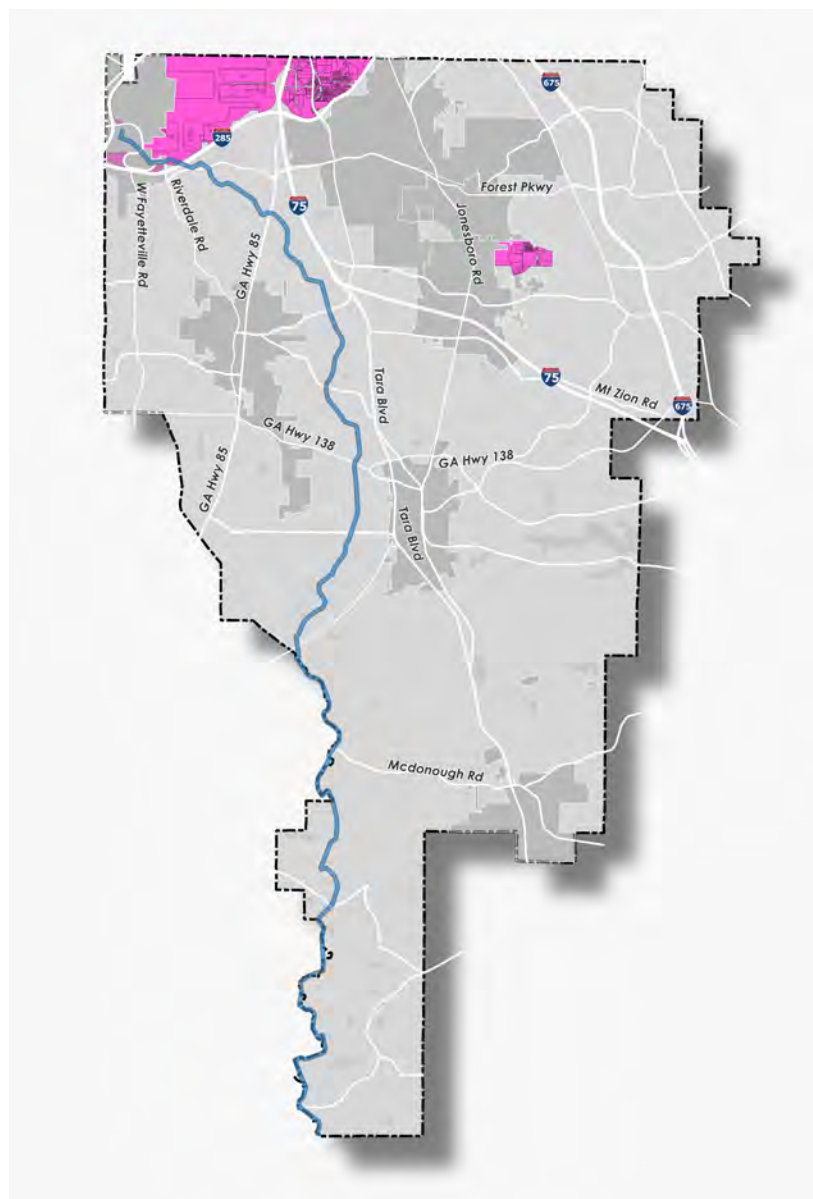 675
285
Forest Pkwy
75
W Fayetteville Rd
Riverdale Rd
GA Hwy 85
Jonesboro Rd
75
Mt Zion Rd
675
Tara Blvd
GA Hwy 138
GA Hwy 138
GA Hwy 85
Tara Blvd
Mcdonough Rd